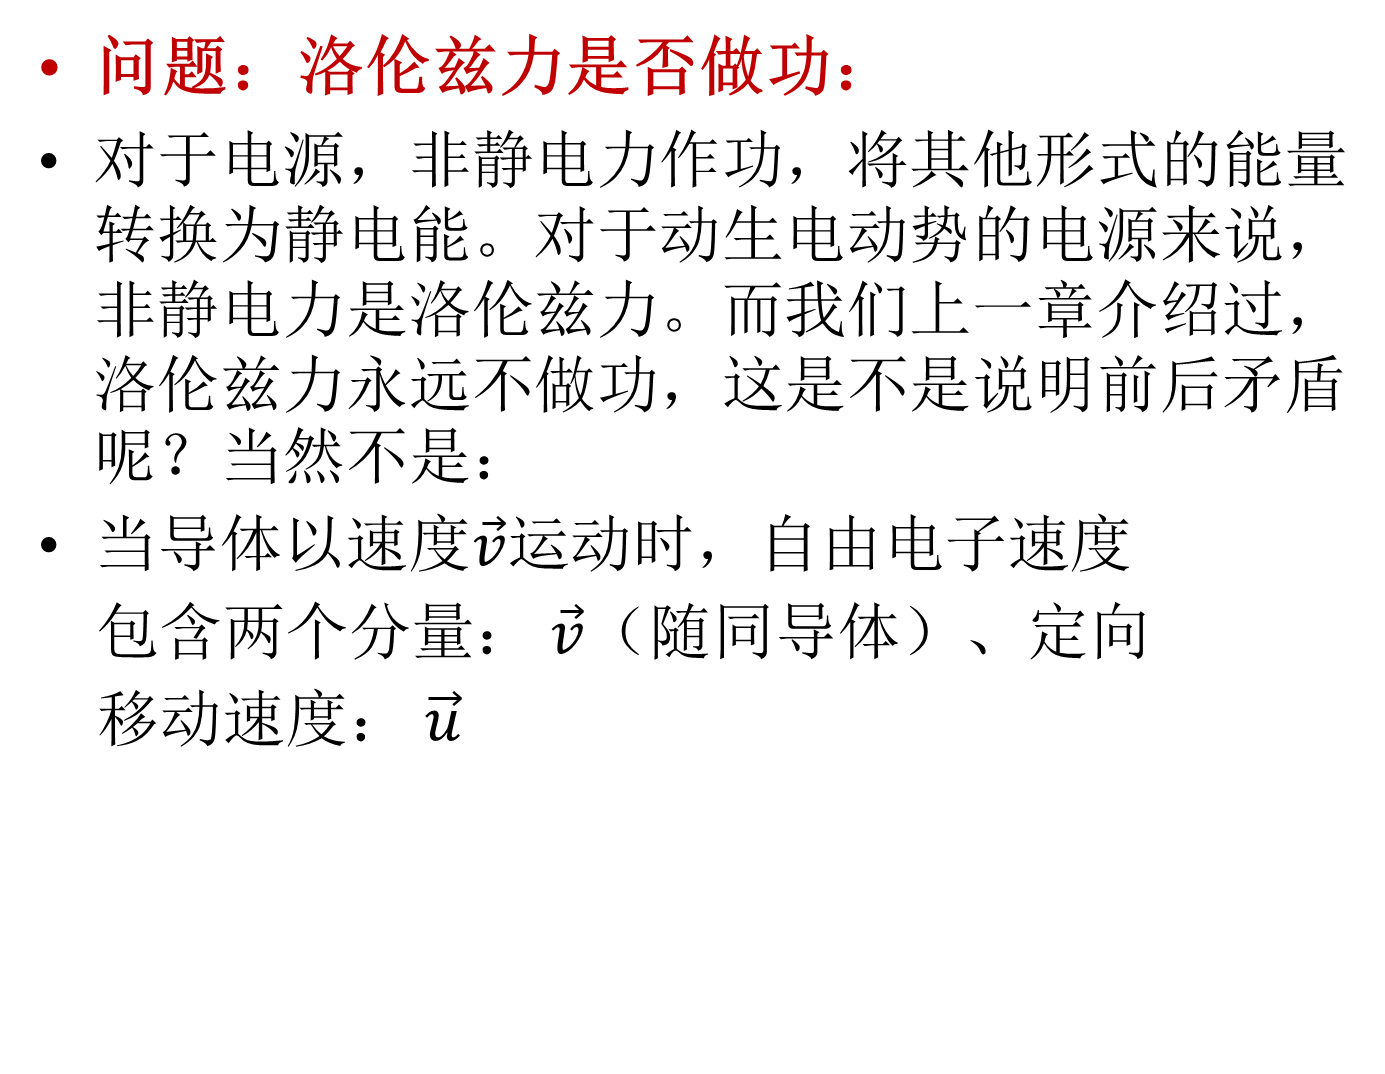 • 问题：洛伦兹力是否做功：
• 对于电源，非静电力作功，将其他形式的能量
转换为静电能。对于动生电动势的电源来说，
非静电力是洛伦兹力。而我们上一章介绍过，
洛伦兹力永远不做功，这是不是说明前后矛盾
呢？当然不是：
• 当导体以速度v⃗运动时，自由电子速度
包含两个分量： v⃗（随同导体）、定向
移动速度： u⃗